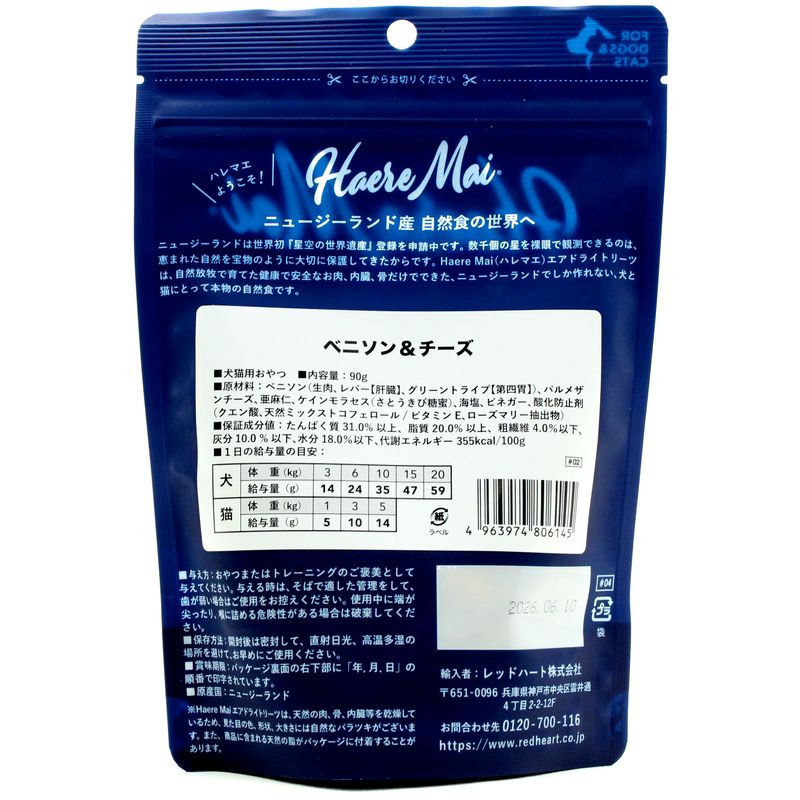 FOR
DOGS&
CATS
ここからお切りください
ハレマエ
ようこそ!
Haere Mai®
ニュージーランド産 自然食の世界へ
ニュージーランドは世界初『星空の世界遺産』登録を申請中です。数千個の星を裸眼で観測できるのは、
恵まれた自然を宝物のように大切に保護してきたからです。Haere Mai(ハレマエ)エアドライトリーツ
は、自然放牧で育てた健康で安全なお肉、内臓、骨だけでできた、ニュージーランドでしか作れない、犬と
猫にとって本物の自然食です。
ベニソン&チーズ
■犬猫用おやつ ■内容量:90g
■原材料:ベニソン(生肉、レバー【肝臓】、グリーントライプ【第四胃】)、パルメザ
ンチーズ、亜麻仁、ケインモラセス(さとうきび糖蜜)、海塩、ビネガー、酸化防止剤
(クエン酸、天然ミックストコフェロール / ビタミンE、ローズマリー抽出物)
■保証成分値:たんぱく質 31.0% 以上、脂質 20.0% 以上、粗繊維 4.0%以下、
灰分 10.0 % 以下、水分 18.0%以下、代謝エネルギー 355kcal/100g
■1日の給与量の目安:
#02
犬 体 重(kg) 3 6 10 15 20
給与量(g) 14 24 35 47 59
猫 体 重(kg) 1 3 5
給与量(g) 5 10 14
紙
ラベル
4 963974 806145
■与え方:おやつまたはトレーニングのご褒美として
与えてください。与える時は、そばで適した管理をして、
歯が弱い場合はご使用をお控えください。使用中に端が
尖ったり、喉に詰める危険性がある場合は破棄してくだ
さい。
■保存方法:開封後は密封して、直射日光、高温多湿の
場所を避けて、お早めにご使用ください。
■賞味期限:パッケージ裏面の右下部に「年,月,日」の
順番で印字されています。
■原産国:ニュージーランド
※Haere Mai エアドライトリーツは、天然の肉、骨、内臓等を乾燥し
ているため、見た目の色、形状、大きさには自然なバラツキがございま
す。また、商品に含まれる天然の脂がパッケージに付着することが
あります。
2026.06.10
#04
プラ
袋
輸入者:レッドハート株式会社
〒651-0096 兵庫県神戸市中央区雲井通
4丁目2-2-12F
お問合わせ先 0120-700-116
https://www.redheart.co.jp